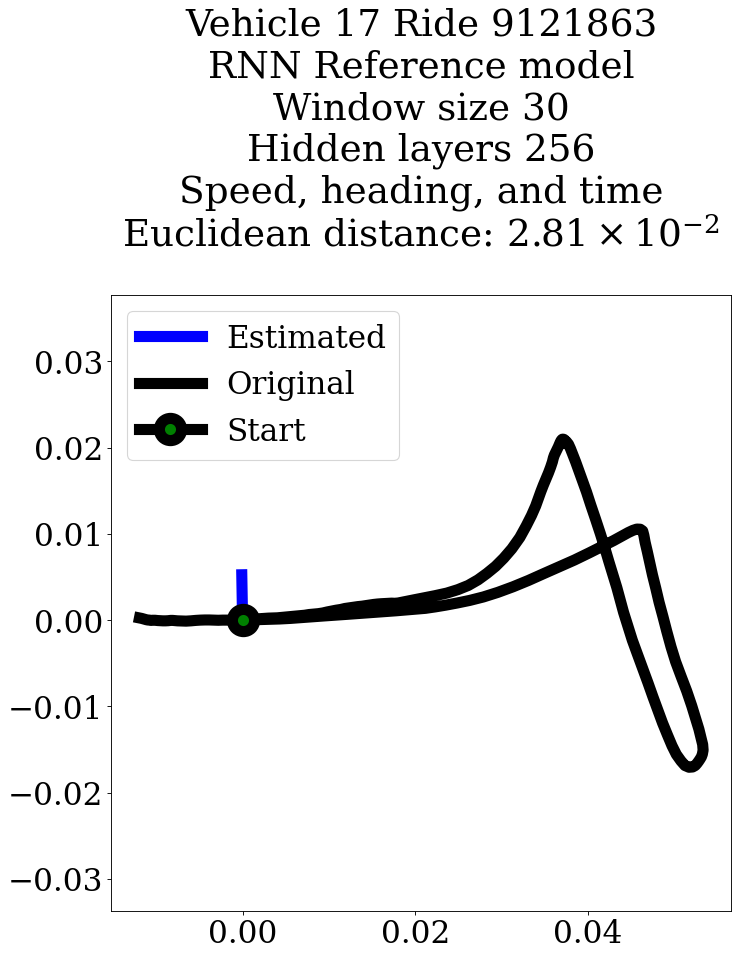 Vehicle 17 Ride 9121863
RNN Reference model
Window size 30
Hidden layers 256
Speed, heading, and time
Euclidean distance: 2.81 × 10⁻²
Estimated
Original
Start
0.03
0.02
0.01
0.00
−0.01
−0.02
−0.03
0.00 0.02 0.04